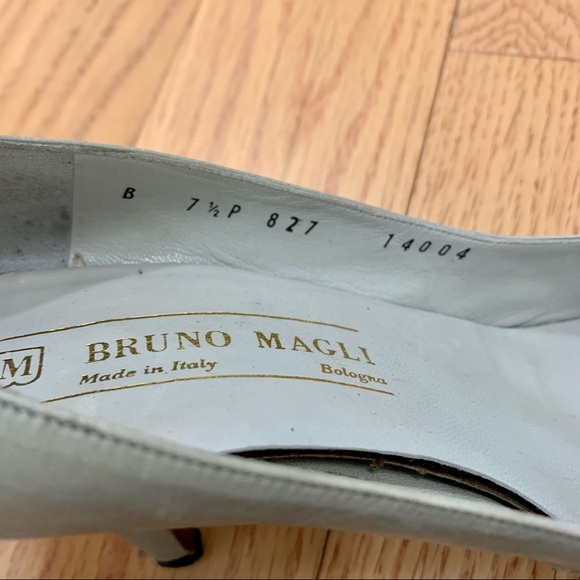 B 7½P 827 14004
M BRUNO MAGLI
Made in Italy Bologna